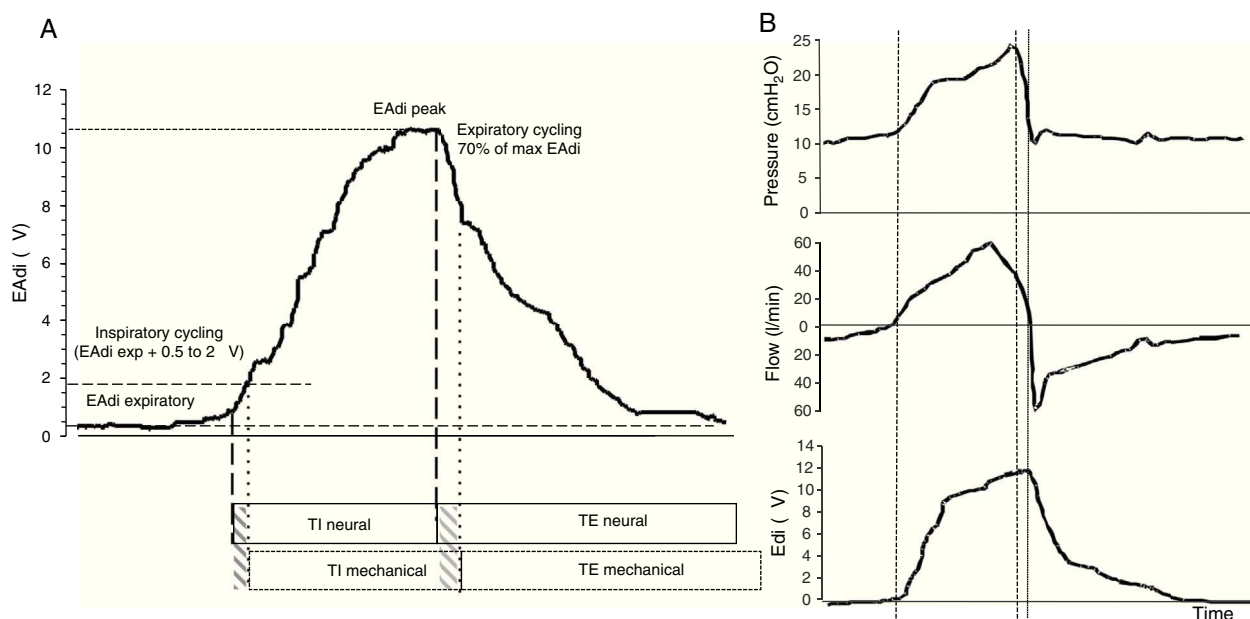 A
12
10
8
6
4
2
0
EAdi ( V)
EAdi peak
Expiratory cycling
70% of max EAdi
Inspiratory cycling
(EAdi exp + 0.5 to 2 V)
EAdi expiratory
TI neural
TE neural
TI mechanical
TE mechanical
B
25
20
15
10
5
0
Pressure (cmH₂O)
60
40
20
0
20
40
60
Flow (l/min)
14
12
10
8
6
4
2
0
Edi ( V)
Time